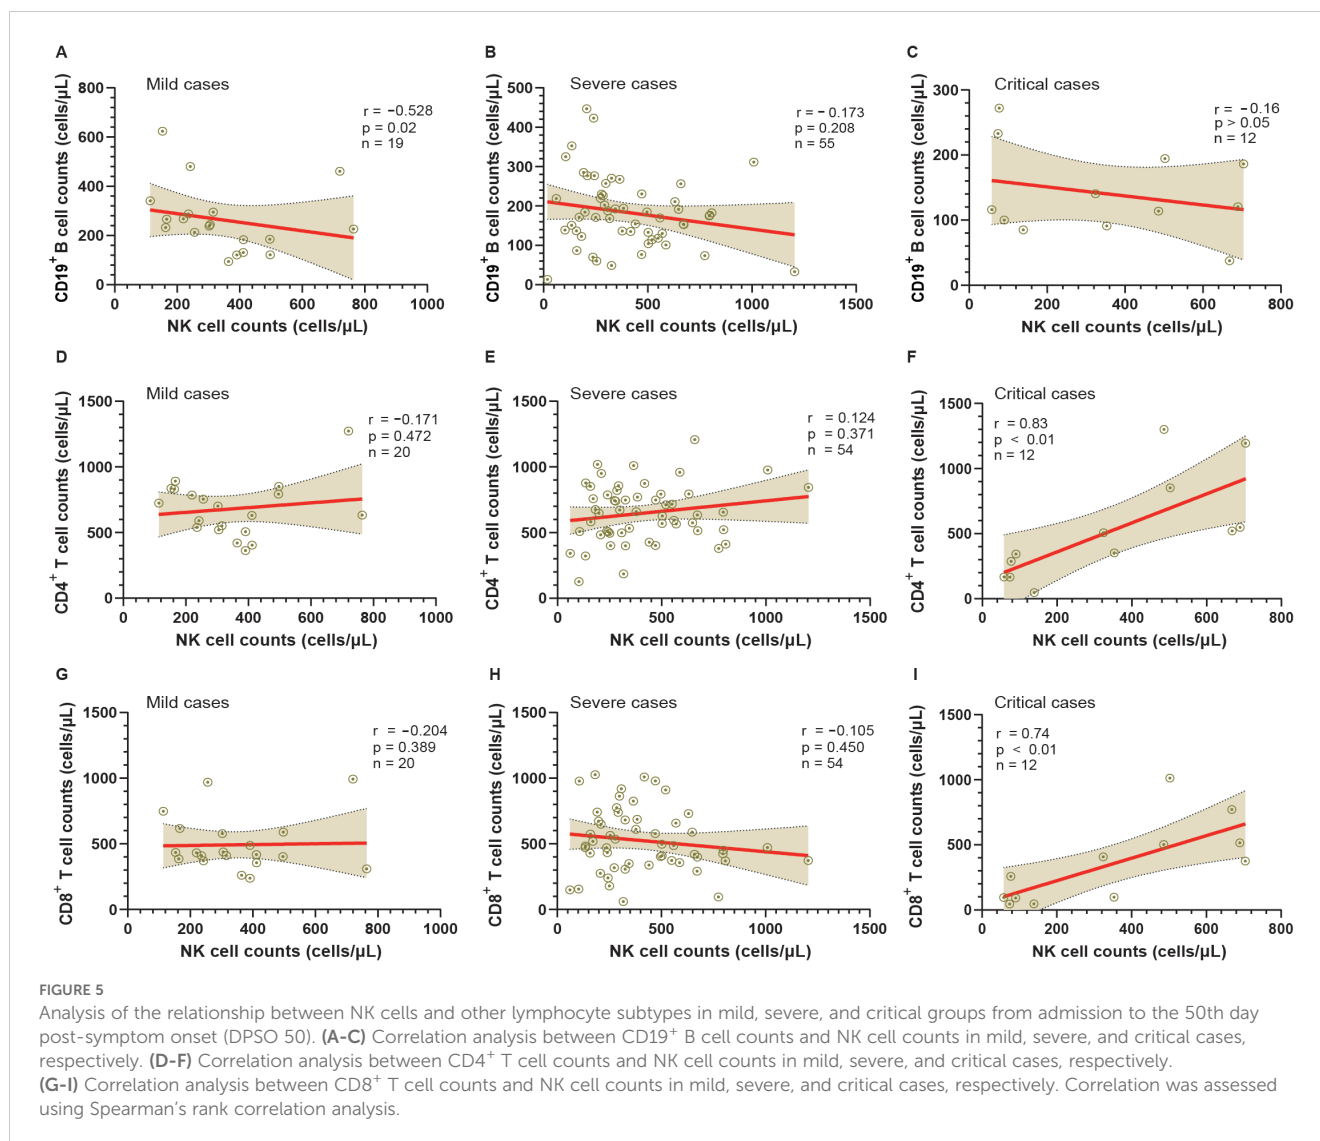 A
Mild cases
r = −0.528
p = 0.02
n = 19
CD19+ B cell counts (cells/μL)
800
600
400
200
0
0 200 400 600 800 1000
NK cell counts (cells/μL)
B
Severe cases
r = − 0.173
p = 0.208
n = 55
CD19+ B cell counts (cells/μL)
500
400
300
200
100
0
0 500 1000 1500
NK cell counts (cells/μL)
C
Critical cases
r = −0.16
p > 0.05
n = 12
CD19+ B cell counts (cells/μL)
300
200
100
0
0 200 400 600 800
NK cell counts (cells/μL)
D
Mild cases
r = −0.171
p = 0.472
n = 20
CD4+ T cell counts (cells/μL)
1500
1000
500
0
0 200 400 600 800 1000
NK cell counts (cells/μL)
E
Severe cases
r = 0.124
p = 0.371
n = 54
CD4+ T cell counts (cells/μL)
1500
1000
500
0
0 500 1000 1500
NK cell counts (cells/μL)
F
Critical cases
r = 0.83
p < 0.01
n = 12
CD4+ T cell counts (cells/μL)
1500
1000
500
0
0 200 400 600 800
NK cell counts (cells/μL)
G
Mild cases
r = −0.204
p = 0.389
n = 20
CD8+ T cell counts (cells/μL)
1500
1000
500
0
0 200 400 600 800 1000
NK cell counts (cells/μL)
H
Severe cases
r = −0.105
p = 0.450
n = 54
CD8+ T cell counts (cells/μL)
1500
1000
500
0
0 500 1000 1500
NK cell counts (cells/μL)
I
Critical cases
r = 0.74
p < 0.01
n = 12
CD8+ T cell counts (cells/μL)
1500
1000
500
0
0 200 400 600 800
NK cell counts (cells/μL)
FIGURE 5
Analysis of the relationship between NK cells and other lymphocyte subtypes in mild, severe, and critical groups from admission to the 50th day
post-symptom onset (DPSO 50). (A-C) Correlation analysis between CD19+ B cell counts and NK cell counts in mild, severe, and critical cases,
respectively. (D-F) Correlation analysis between CD4+ T cell counts and NK cell counts in mild, severe, and critical cases, respectively.
(G-I) Correlation analysis between CD8+ T cell counts and NK cell counts in mild, severe, and critical cases, respectively. Correlation was assessed
using Spearman’s rank correlation analysis.